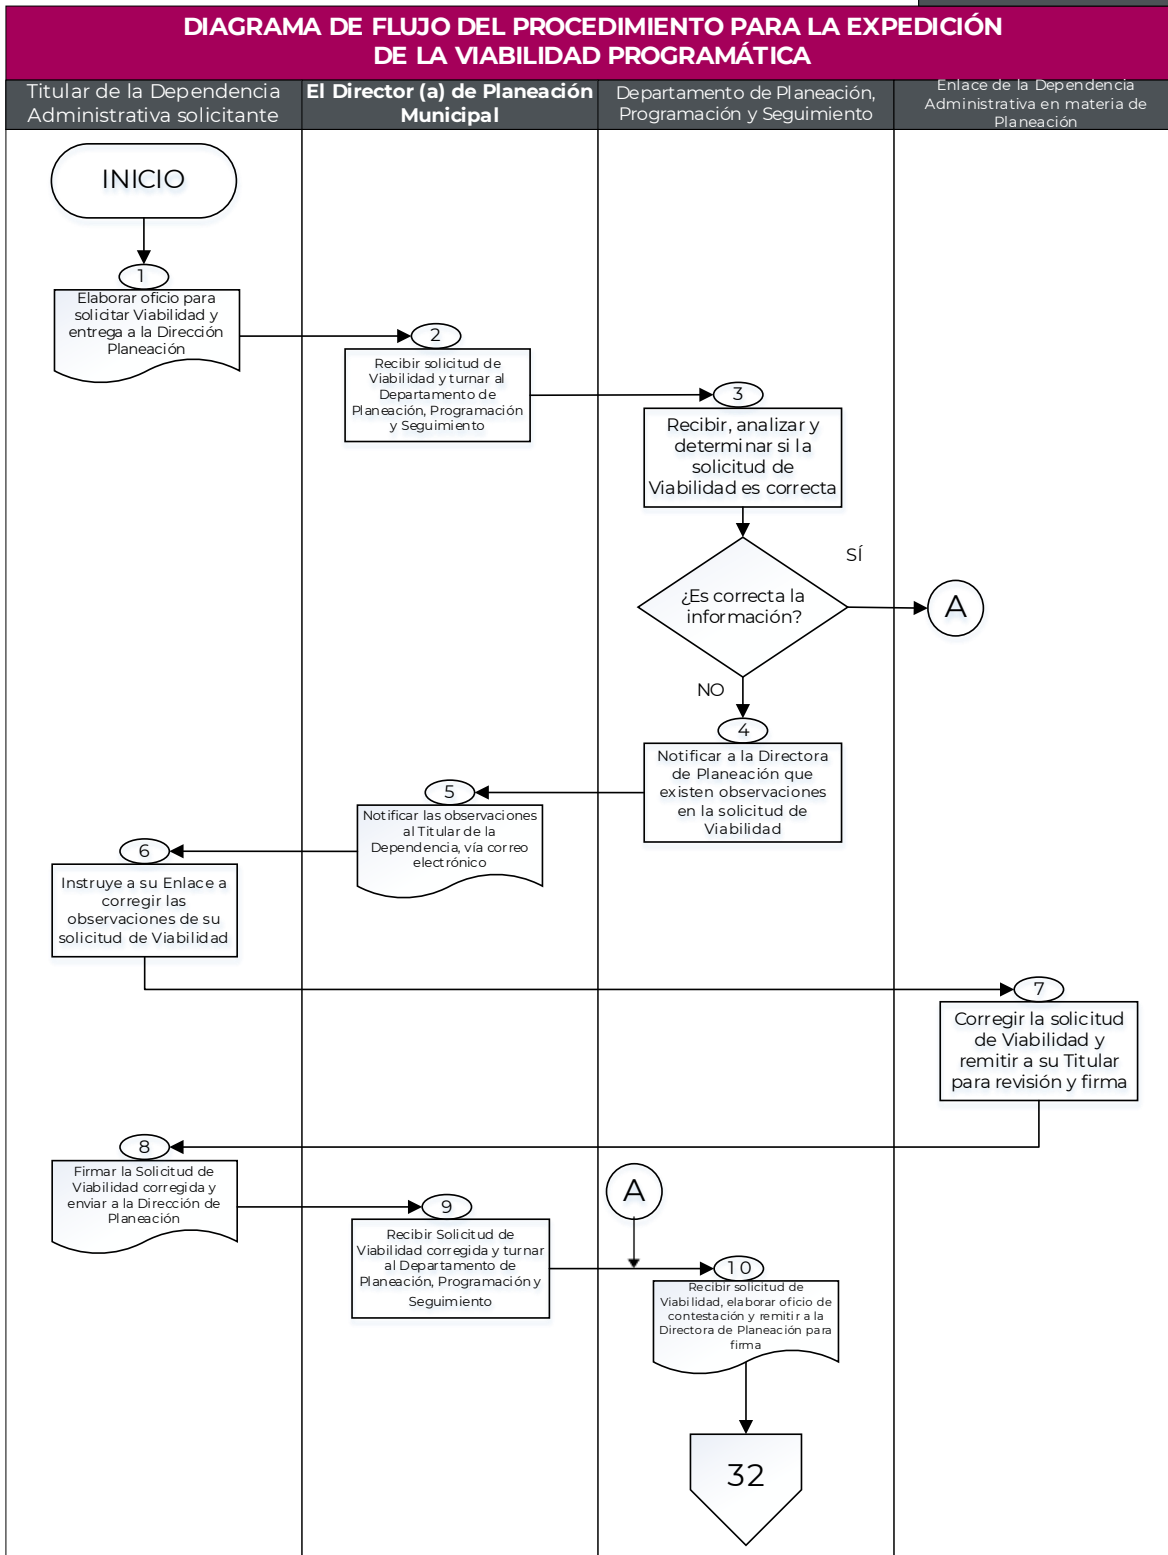 DIAGRAMA DE FLUJO DEL PROCEDIMIENTO PARA LA EXPEDICIÓN
DE LA VIABILIDAD PROGRAMÁTICA
Titular de la Dependencia
Administrativa solicitante
El Director (a) de Planeación
Municipal
Departamento de Planeación,
Programación y Seguimiento
Enlace de la Dependencia
Administrativa en materia de
Planeación
INICIO
1
Elaborar oficio para
solicitar Viabilidad y
entrega a la Dirección
Planeación
2
Recibir solicitud de
Viabilidad y turnar al
Departamento de
Planeación, Programación
y Seguimiento
3
Recibir, analizar y
determinar si la
solicitud de
Viabilidad es correcta
¿Es correcta la
información?
SÍ
A
NO
4
Notificar a la Directora
de Planeación que
existen observaciones
en la solicitud de
Viabilidad
5
Notificar las observaciones
al Titular de la
Dependencia, vía correo
electrónico
6
Instruye a su Enlace a
corregir las
observaciones de su
solicitud de Viabilidad
7
Corregir la solicitud
de Viabilidad y
remitir a su Titular
para revisión y firma
8
Firmar la Solicitud de
Viabilidad corregida y
enviar a la Dirección de
Planeación
9
Recibir Solicitud de
Viabilidad corregida y turnar
al Departamento de
Planeación, Programación y
Seguimiento
A
10
Recibir solicitud de
Viabilidad, elaborar oficio de
contestación y remitir a la
Directora de Planeación para
firma
32